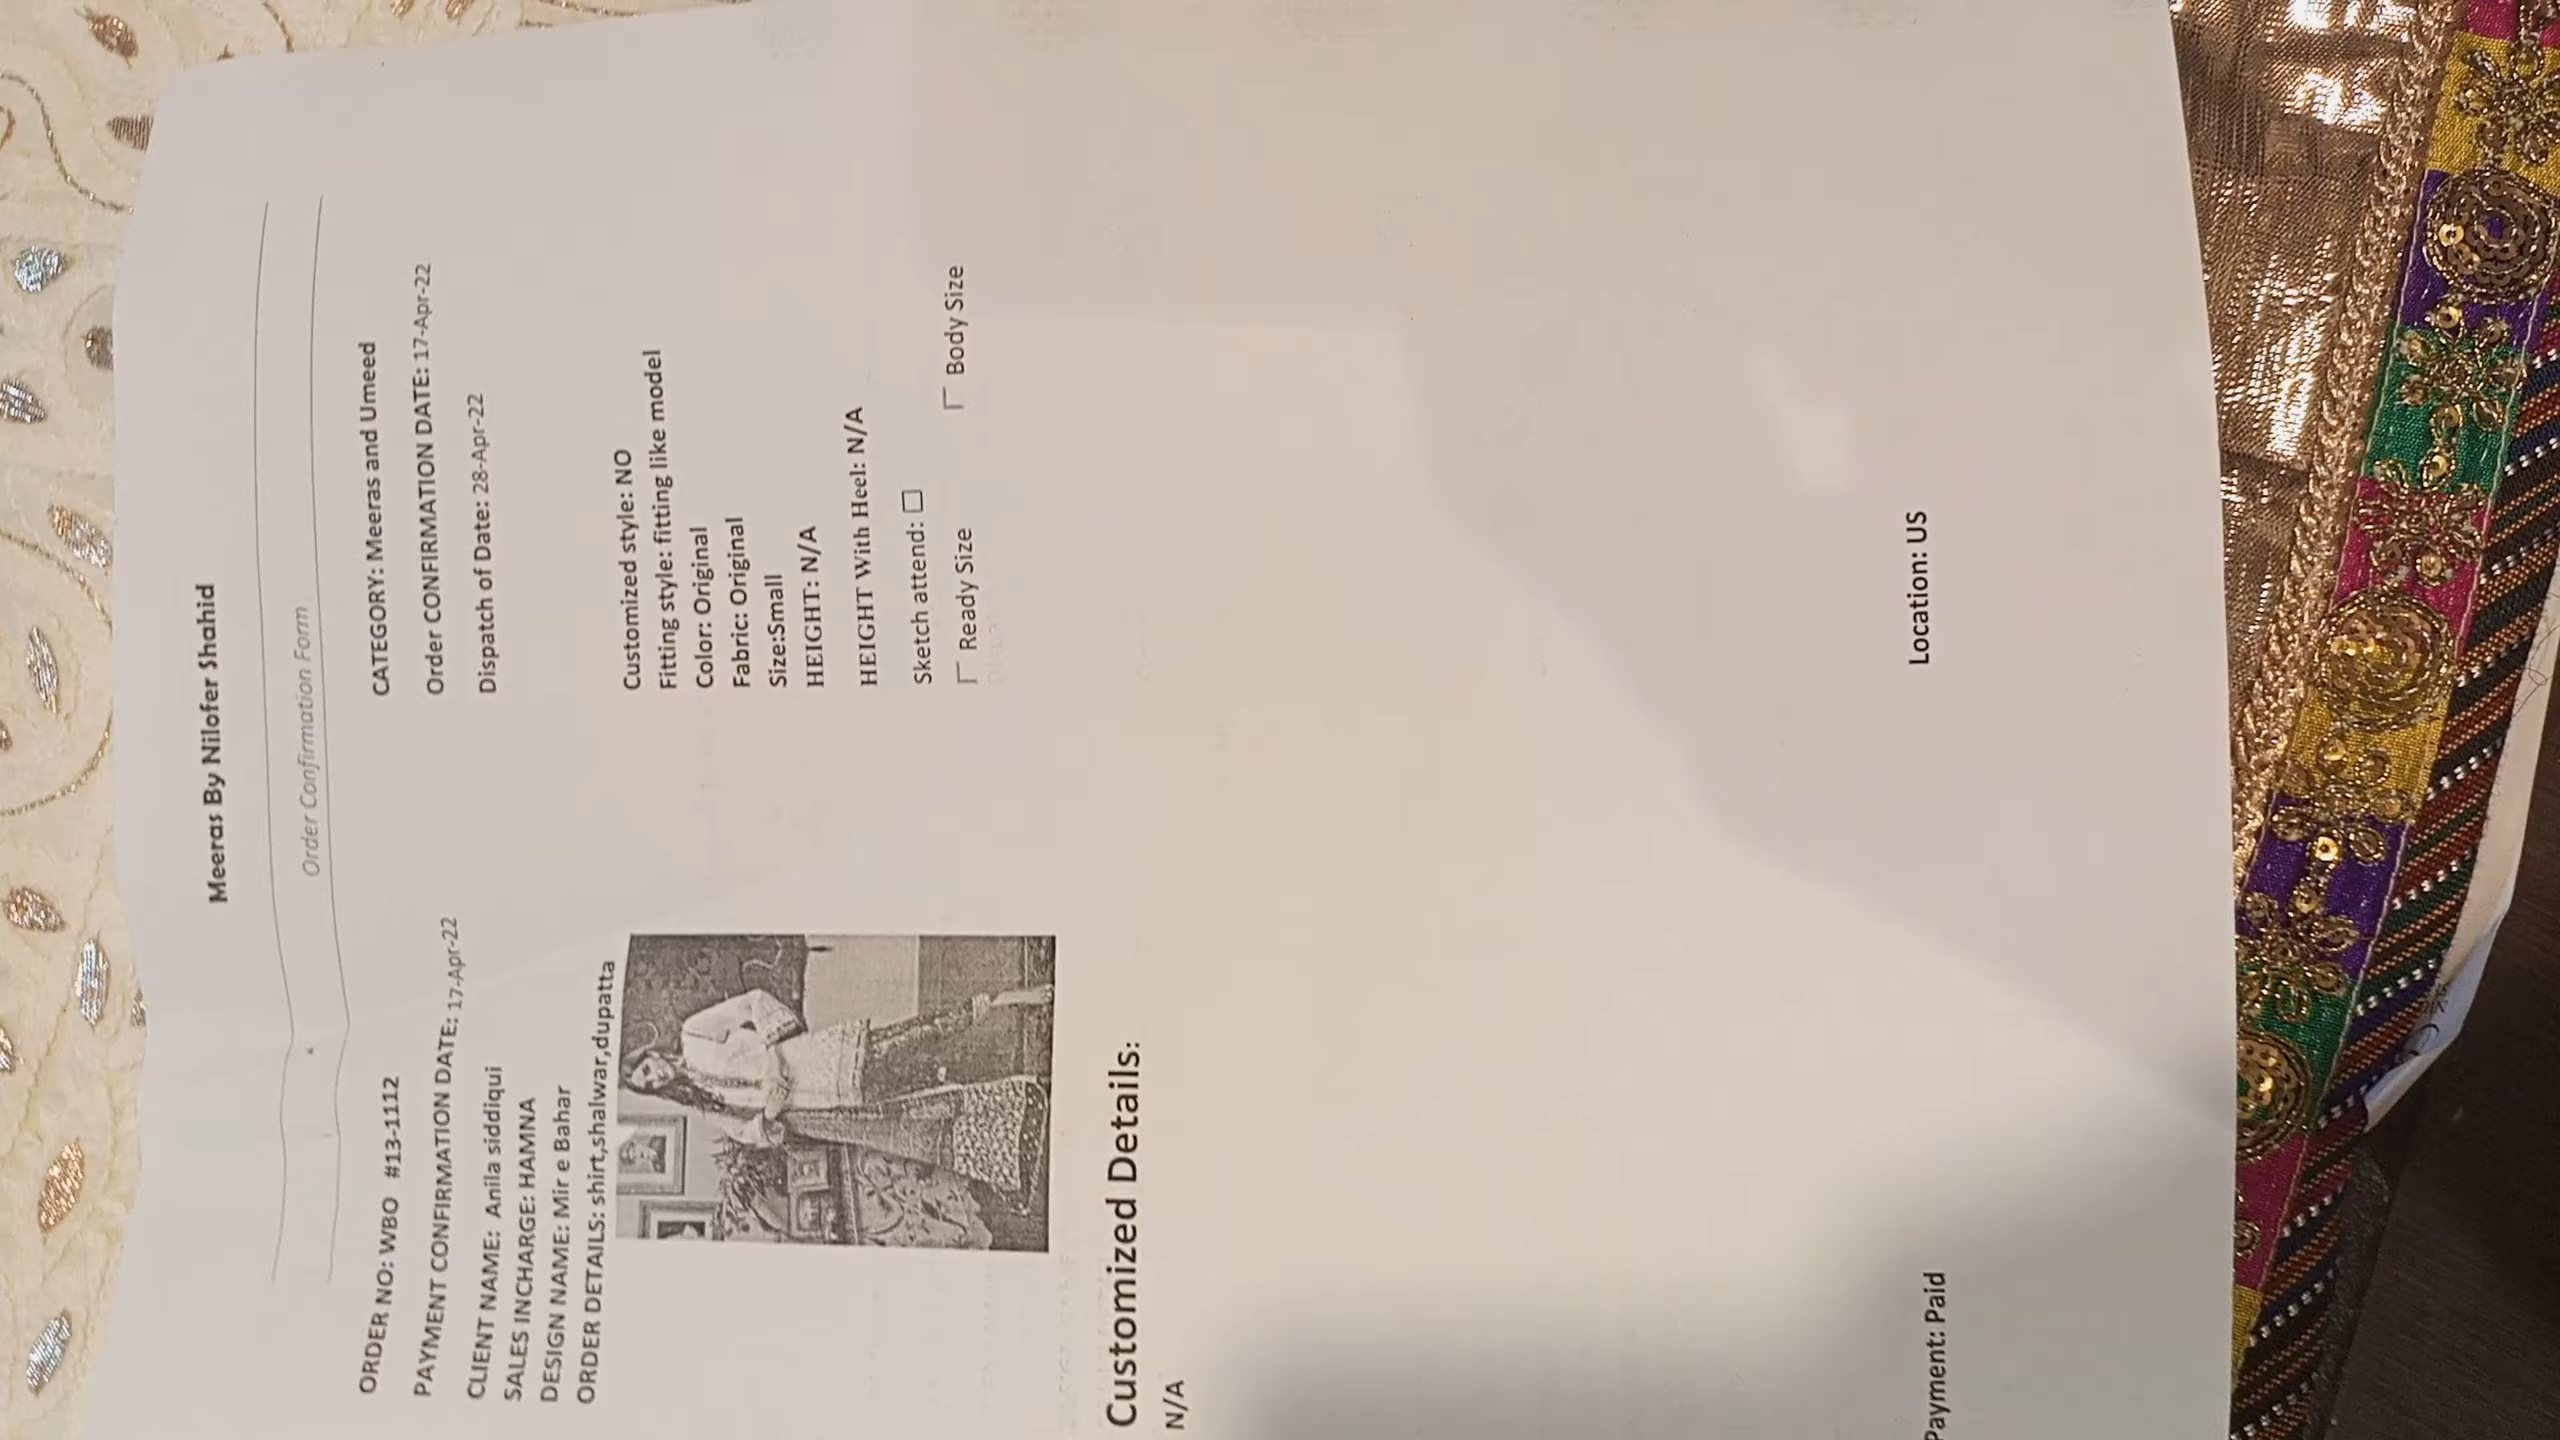 Meeras By Nilofer Shahid
Order Confirmation Form
ORDER NO: WBO #13-1112
CATEGORY: Meeras and Umeed
PAYMENT CONFIRMATION DATE: 17-Apr-22
Order CONFIRMATION DATE: 17-Apr-22
CLIENT NAME: Anila siddiqui
Dispatch of Date: 28-Apr-22
SALES INCHARGE: HAMNA
DESIGN NAME: Mir e Bahar
ORDER DETAILS: shirt,shalwar,dupatta
Customized style: NO
Fitting style: fitting like model
Color: Original
Fabric: Original
Size:Small
HEIGHT: N/A
HEIGHT With Heel: N/A
Sketch attend:
Ready Size
Body Size
Customized Details:
N/A
Payment: Paid
Location: US